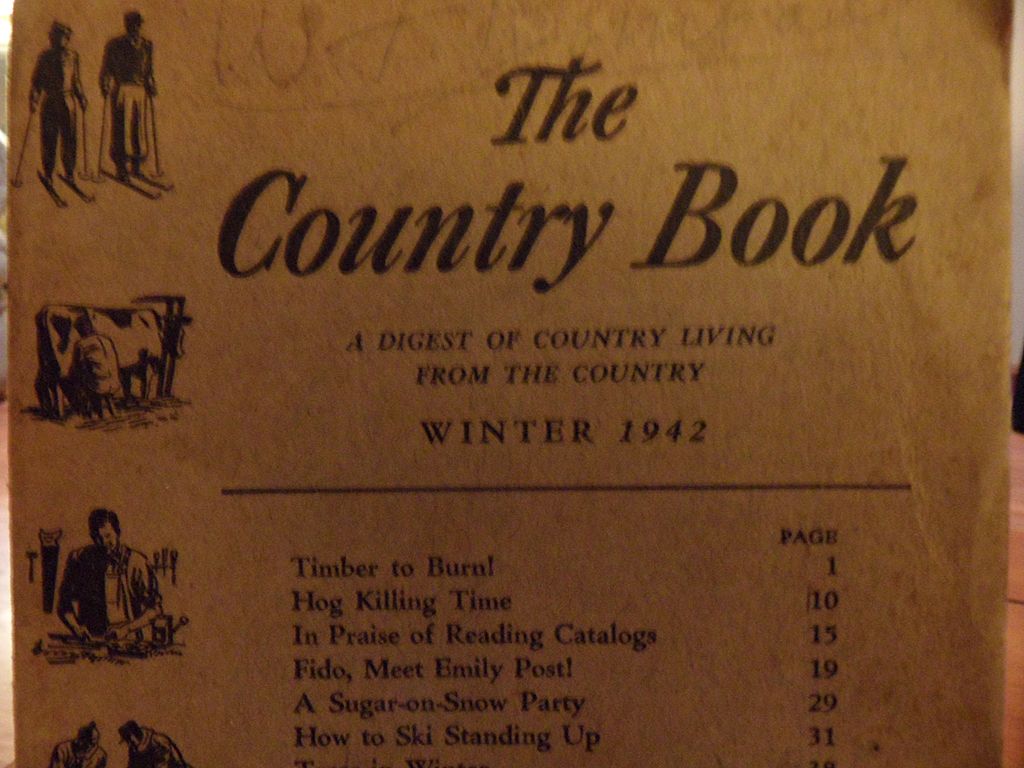 The
Country Book
A DIGEST OF COUNTRY LIVING
FROM THE COUNTRY
WINTER 1942
PAGE
Timber to Burn! 1
Hog Killing Time 10
In Praise of Reading Catalogs 15
Fido, Meet Emily Post! 19
A Sugar-on-Snow Party 29
How to Ski Standing Up 31
in Winter